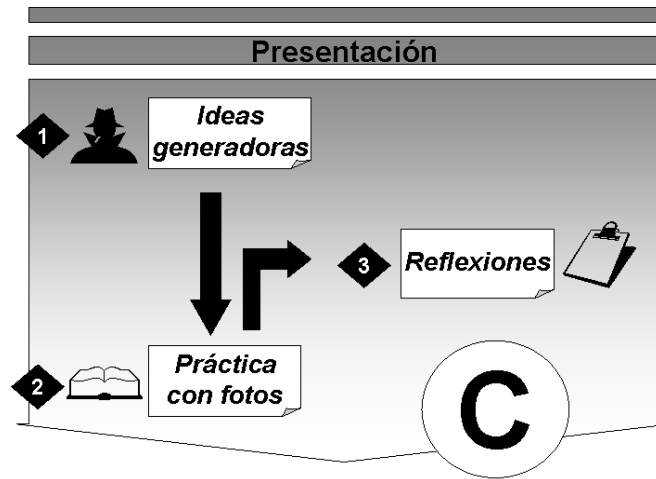 Presentación
1
Ideas
generadoras
3
Reflexiones
2
Práctica
con fotos
C